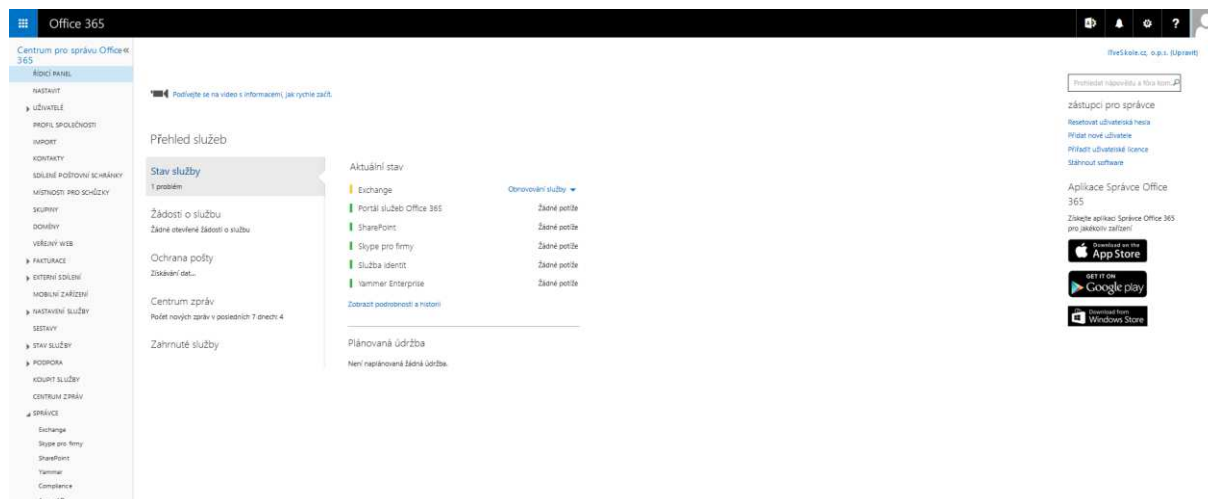 Office 365
?
Centrum pro správu Office
365
ŘÍDICÍ PANEL
NASTAVIT
UŽIVATELÉ
PROFIL SPOLEČNOSTI
IMPORT
KONTAKTY
SDÍLENÉ POŠTOVNÍ SCHRÁNKY
MÍSTNOSTI PRO SCHŮZKY
SKUPINY
DOMÉNY
VEŘEJNÝ WEB
FAKTURACE
EXTERNÍ SDÍLENÍ
MOBILNÍ ZAŘÍZENÍ
NASTAVENÍ SLUŽBY
SESTAVY
STAV SLUŽBY
PODPORA
KOUPIT SLUŽBY
CENTRUM ZPRÁV
SPRÁVCE
Exchange
Skype pro firmy
SharePoint
Yammer
Compliance
Podívejte se na video s informacemi, jak rychle začít.
Přehled služeb
Stav služby
1 problém
Žádosti o službu
Žádné otevřené žádosti o službu
Ochrana pošty
Získávání dat...
Centrum zpráv
Počet nových zpráv v posledních 7 dnech: 4
Zahrnuté služby
Aktuální stav
Exchange Obnovování služby
Portál služeb Office 365 Žádné potíže
SharePoint Žádné potíže
Skype pro firmy Žádné potíže
Služba identit Žádné potíže
Yammer Enterprise Žádné potíže
Zobrazit podrobnosti a historii
Plánovaná údržba
Není naplánovaná žádná údržba.
o.p.s. (Upravit)
Prohledat nápovědu a fóra kom
zástupci pro správce
Resetovat uživatelská hesla
Přidat nové uživatele
Přiřadit uživatelské licence
Stáhnout software
Aplikace Správce Office
365
Získejte aplikaci Správce Office 365
pro jakékoliv zařízení
Download on the
App Store
GET IT ON
Google play
Download from
Windows Store